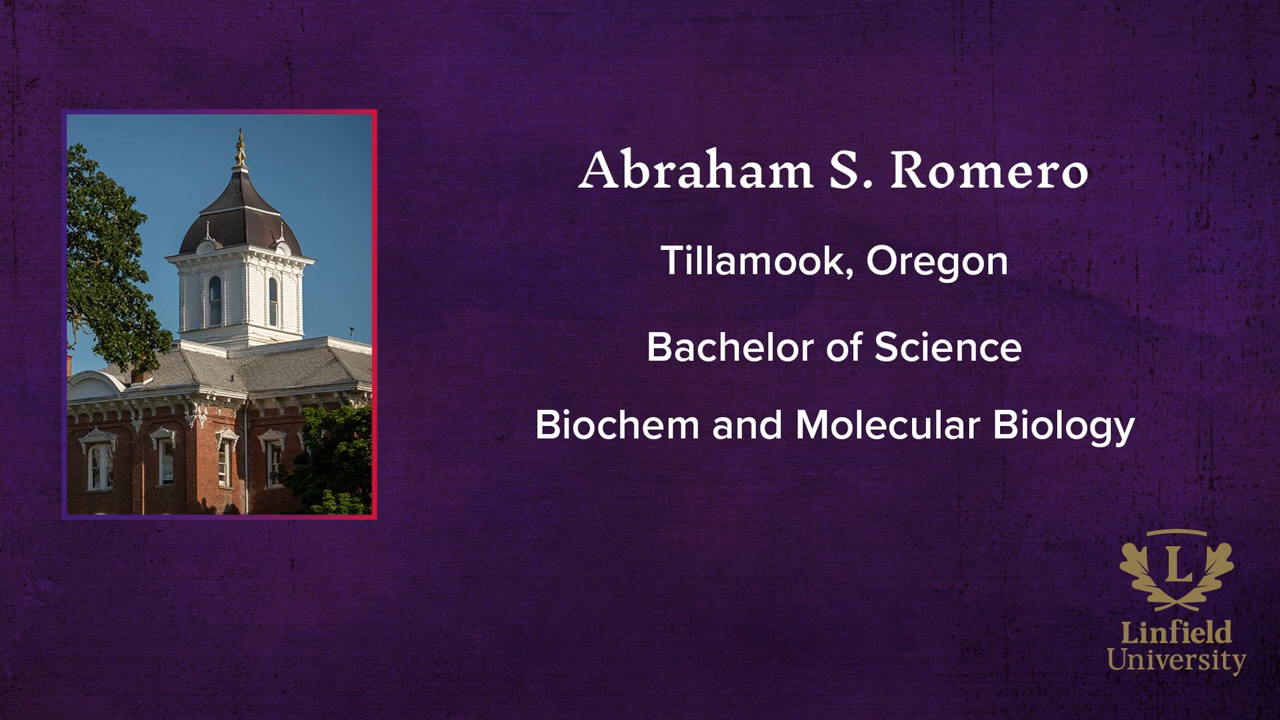 Abraham S. Romero
Tillamook, Oregon
Bachelor of Science
Biochem and Molecular Biology
L
Linfield
University